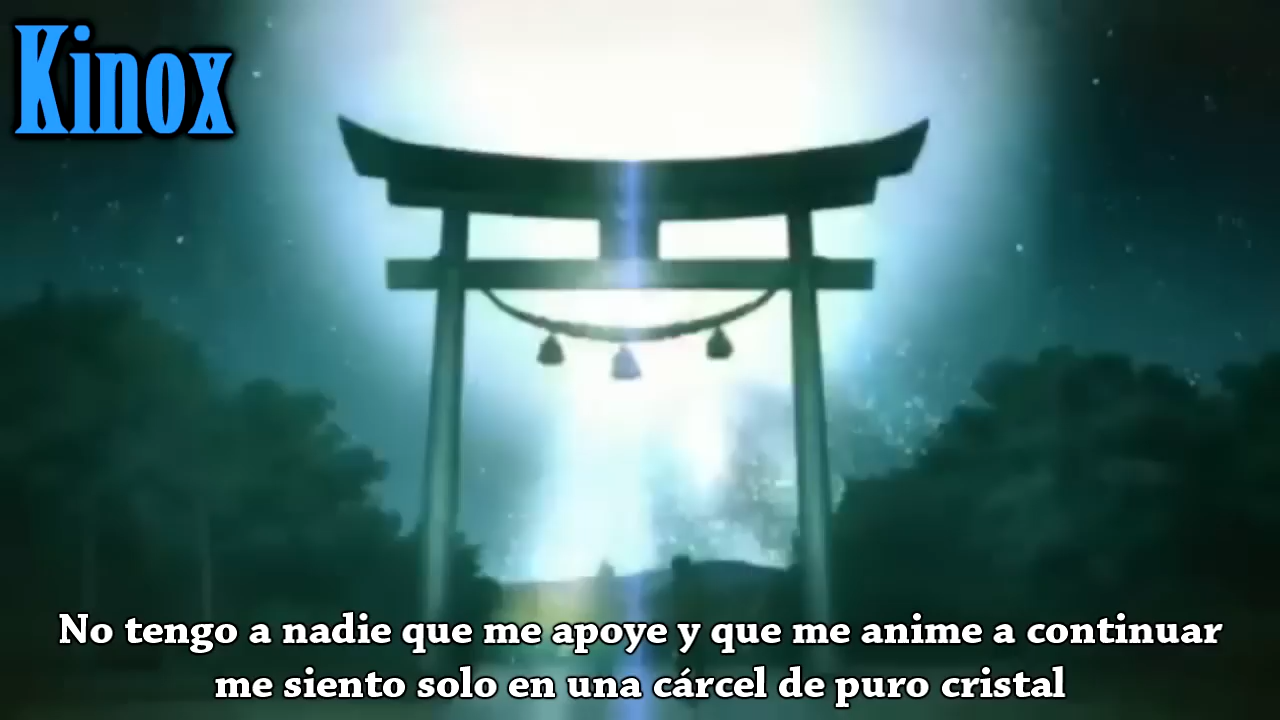 Kinox
No tengo a nadie que me apoye y que me anime a continuar
me siento solo en una cárcel de puro cristal